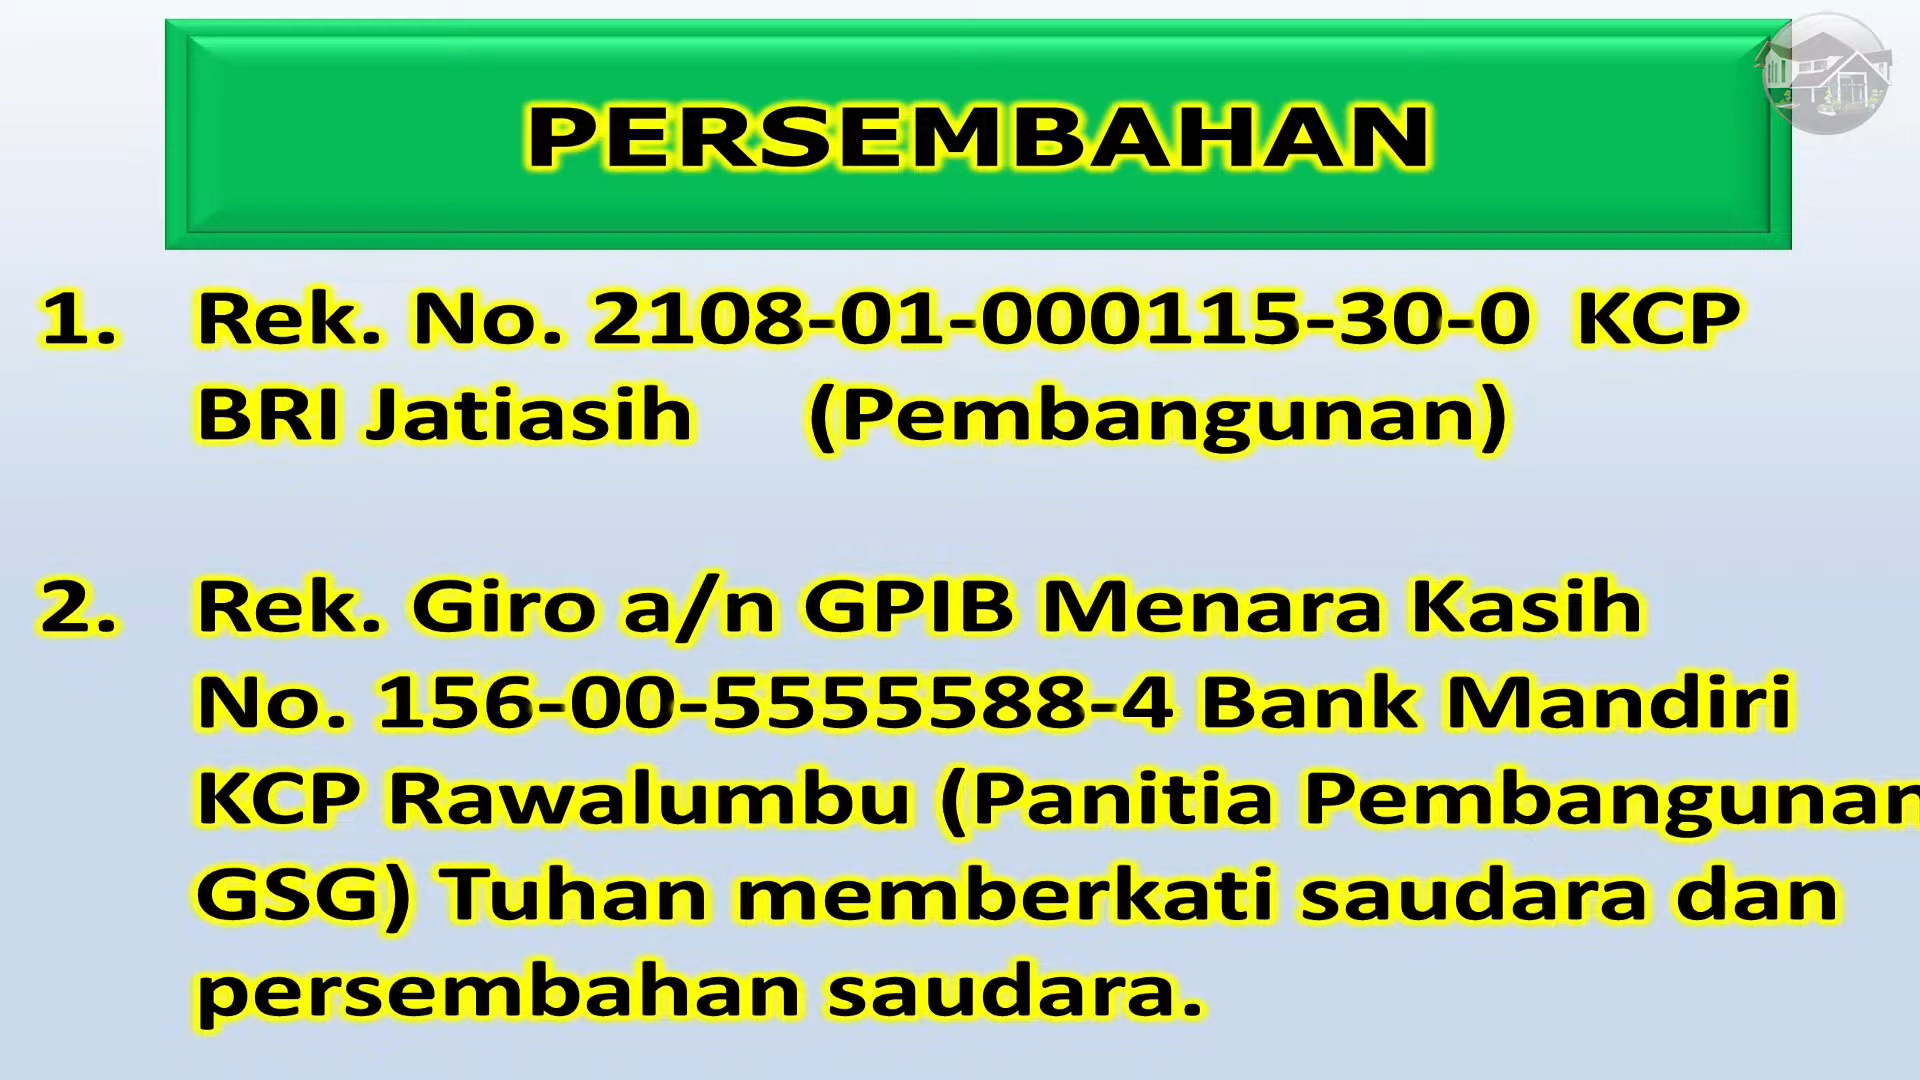 PERSEMBAHAN
1. Rek. No. 2108-01-000115-30-0 KCP
BRI Jatiasih (Pembangunan)
2. Rek. Giro a/n GPIB Menara Kasih
No. 156-00-5555588-4 Bank Mandiri
KCP Rawalumbu (Panitia Pembangunan
GSG) Tuhan memberkati saudara dan
persembahan saudara.